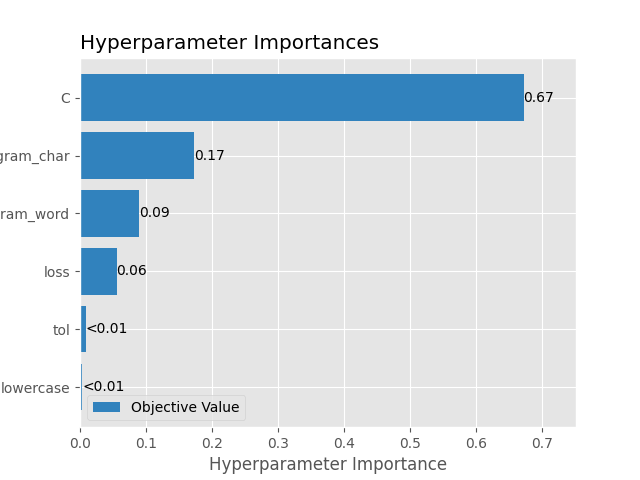 Hyperparameter Importances
C
0.67
gram_char
0.17
ram_word
0.09
loss
0.06
tol
<0.01
lowercase
<0.01
Objective Value
0.0 0.1 0.2 0.3 0.4 0.5 0.6 0.7
Hyperparameter Importance